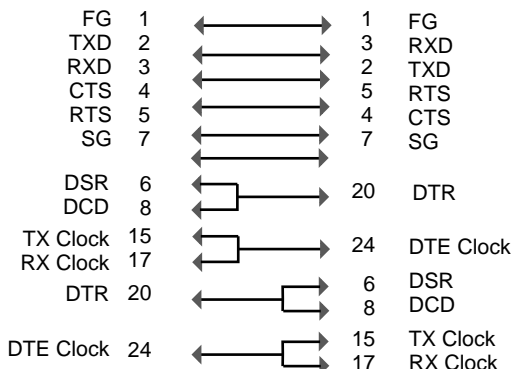 FG 1 1 FG
TXD 2 3 RXD
RXD 3 2 TXD
CTS 4 5 RTS
RTS 5 4 CTS
SG 7 7 SG
DSR 6
DCD 8
20 DTR
TX Clock 15
RX Clock 17
24 DTE Clock
DTR 20
6 DSR
8 DCD
DTE Clock 24
15 TX Clock
17 RX Clock